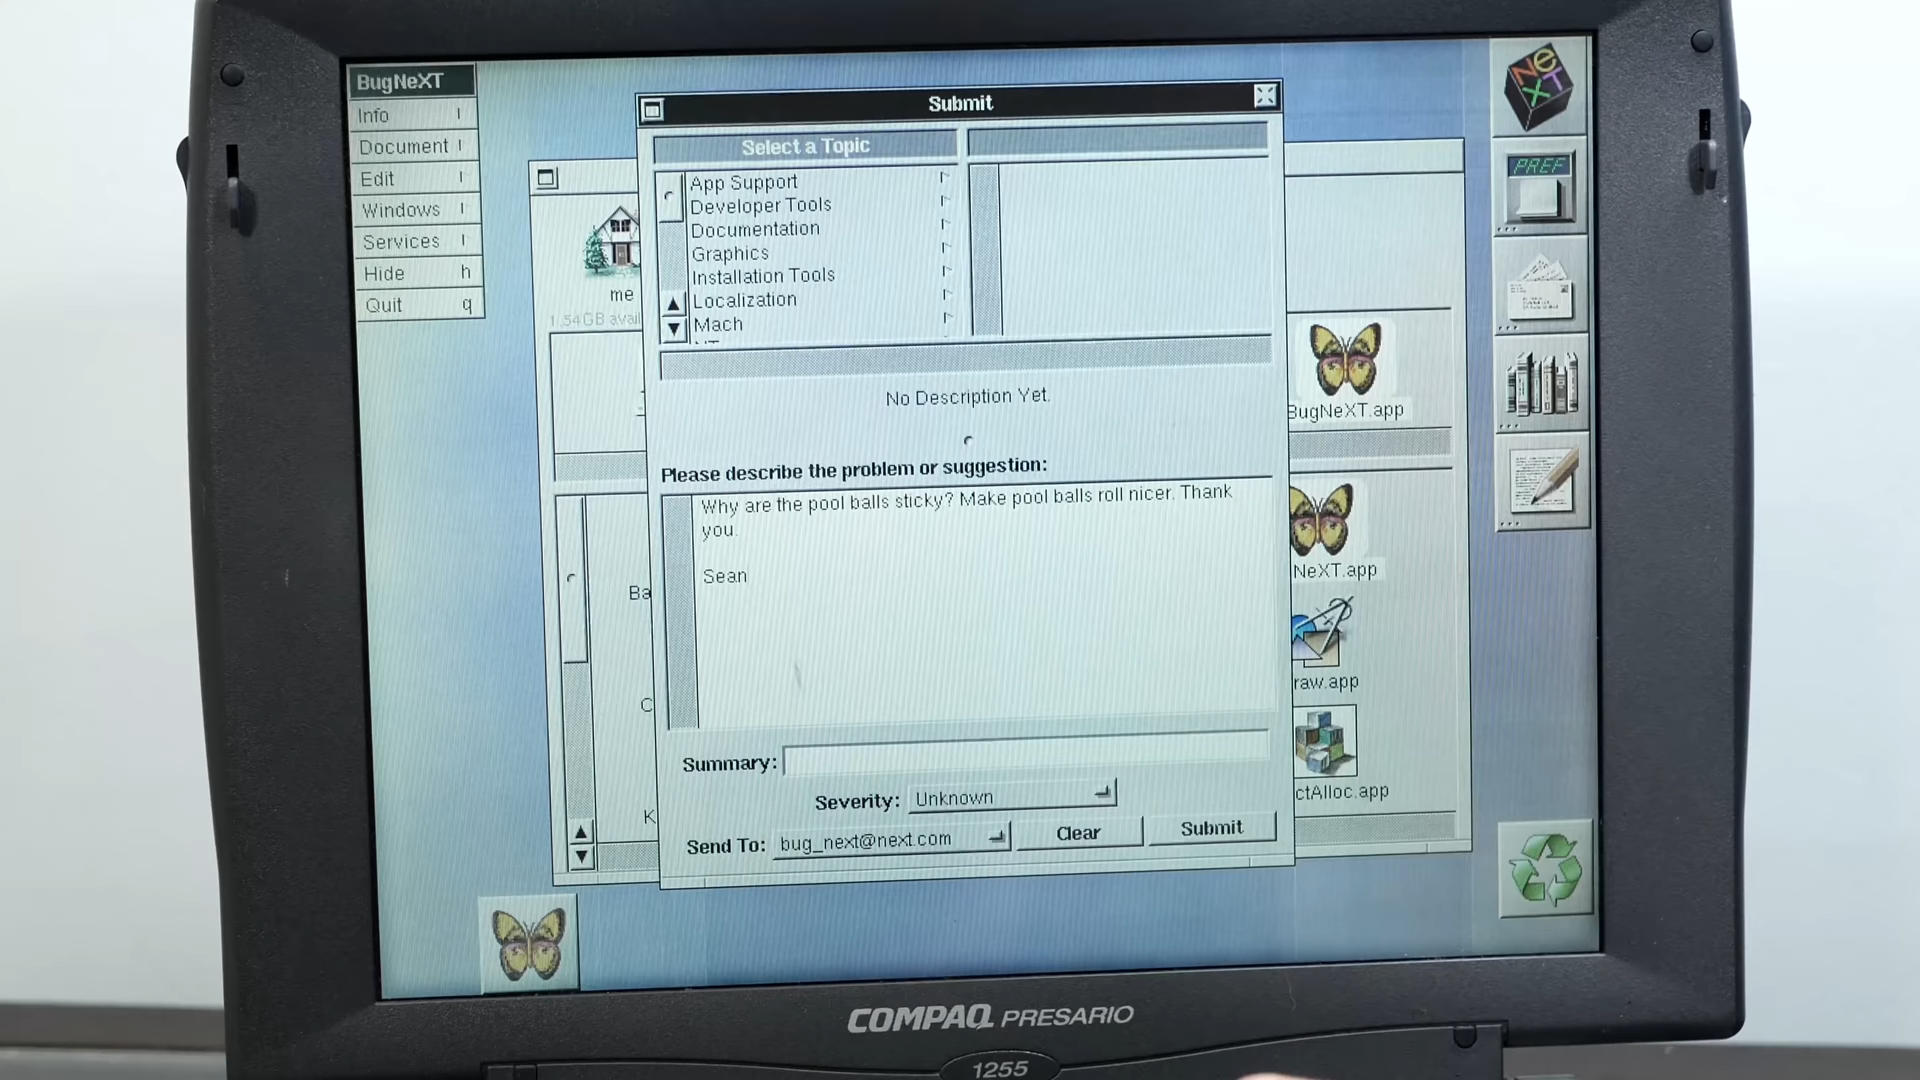 BugNeXT
Info
Document
Edit
Windows
Services
Hide h
Quit q
me
1.54GB avail
Ba
C
K
Submit
Select a Topic
App Support
Developer Tools
Documentation
Graphics
Installation Tools
Localization
Mach
No Description Yet.
Please describe the problem or suggestion:
Why are the pool balls sticky? Make pool balls roll nicer. Thank
you.
Sean
Summary:
Severity: Unknown
Send To: bug_next@next.com Clear Submit
BugNeXT.app
NeXT.app
raw.app
ctAlloc.app
NeXT
PREF
COMPAQ PRESARIO
1255